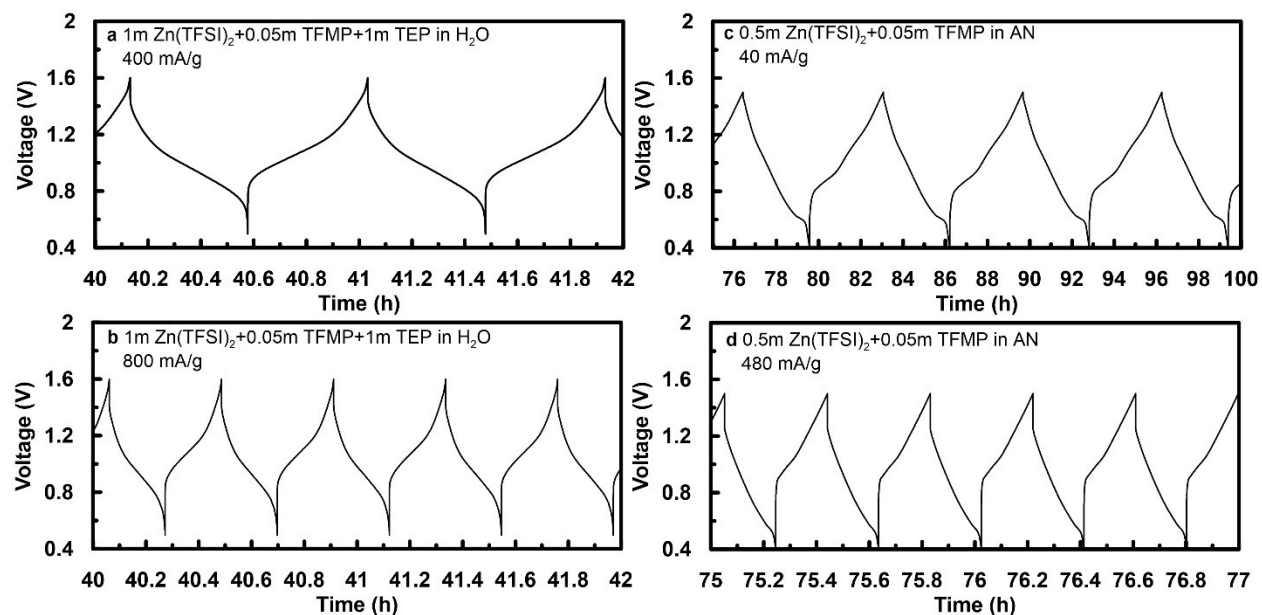 a 1m Zn(TFSI)₂+0.05m TFMP+1m TEP in H₂O
400 mA/g
2
1.6
1.2
0.8
0.4
Voltage (V)
40 40.2 40.4 40.6 40.8 41 41.2 41.4 41.6 41.8 42
Time (h)
c 0.5m Zn(TFSI)₂+0.05m TFMP in AN
40 mA/g
2
1.6
1.2
0.8
0.4
Voltage (V)
76 78 80 82 84 86 88 90 92 94 96 98 100
Time (h)
b 1m Zn(TFSI)₂+0.05m TFMP+1m TEP in H₂O
800 mA/g
2
1.6
1.2
0.8
0.4
Voltage (V)
40 40.2 40.4 40.6 40.8 41 41.2 41.4 41.6 41.8 42
Time (h)
d 0.5m Zn(TFSI)₂+0.05m TFMP in AN
480 mA/g
2
1.6
1.2
0.8
0.4
Voltage (V)
75 75.2 75.4 75.6 75.8 76 76.2 76.4 76.6 76.8 77
Time (h)